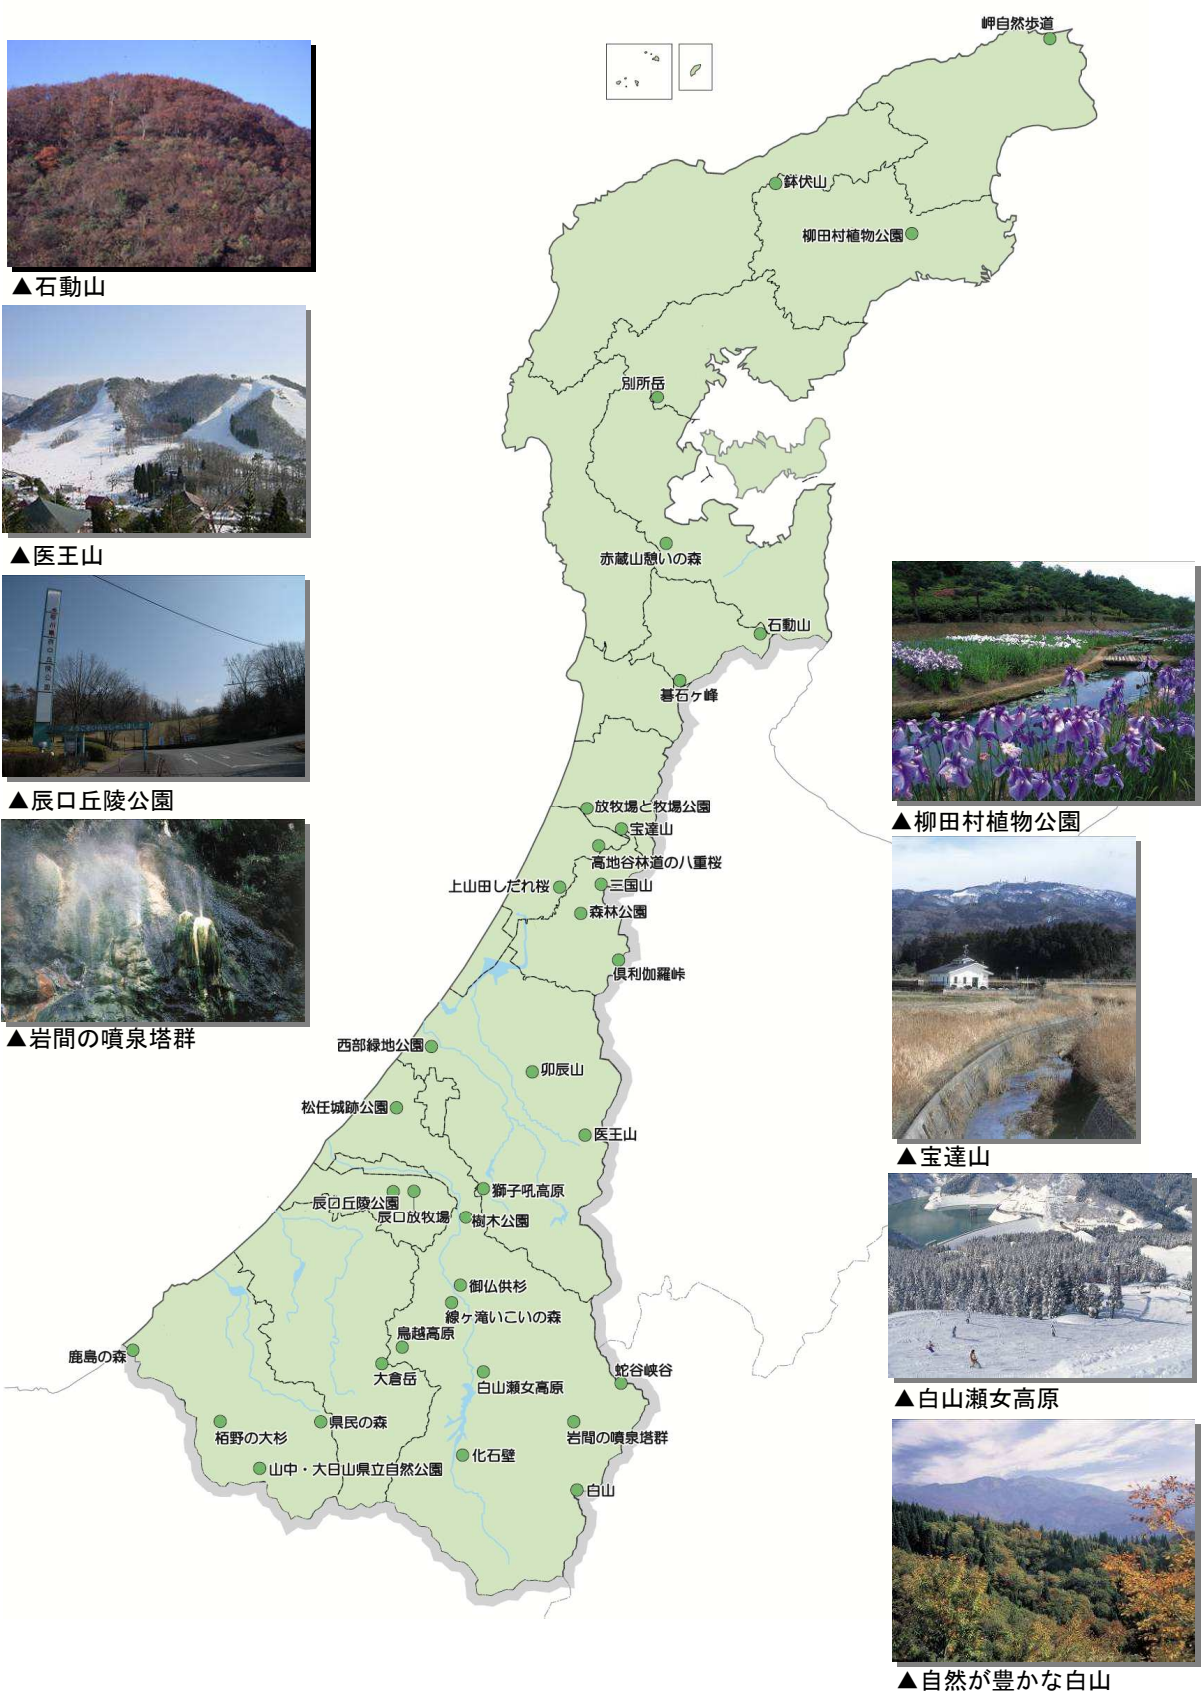 岬自然歩道
鉢伏山
柳田村植物公園
▲石動山
別所岳
▲医王山
赤蔵山憩いの森
石動山
碁石ヶ峰
▲辰口丘陵公園
放牧場と牧場公園
▲柳田村植物公園
宝達山
高地谷林道の八重桜
上山田しだれ桜
三国山
森林公園
倶利伽羅峠
▲岩間の噴泉塔群
西部緑地公園
卯辰山
松任城跡公園
医王山
▲宝達山
獅子吼高原
辰口丘陵公園
辰口放牧場
樹木公園
御仏供杉
綿ヶ滝いこいの森
鳥越高原
鹿島の森
大倉岳
蛇谷峡谷
白山瀬女高原
▲白山瀬女高原
栢野の大杉
県民の森
岩間の噴泉塔群
化石壁
山中・大日山県立自然公園
白山
▲自然が豊かな白山